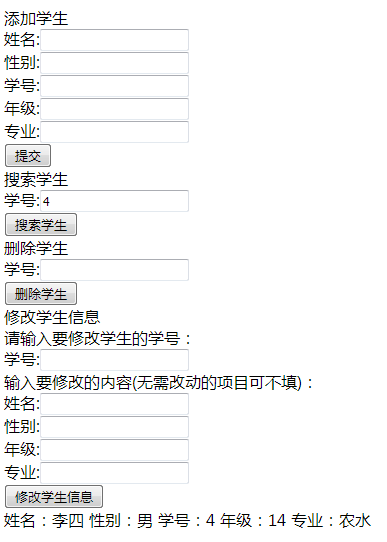 添加学生
姓名:
性别:
学号:
年级:
专业:
提交
搜索学生
学号:4
搜索学生
删除学生
学号:
删除学生
修改学生信息
请输入要修改学生的学号：
学号:
输入要修改的内容(无需改动的项目可不填)：
姓名:
性别:
年级:
专业:
修改学生信息
姓名：李四 性别：男 学号：4 年级：14 专业：农水